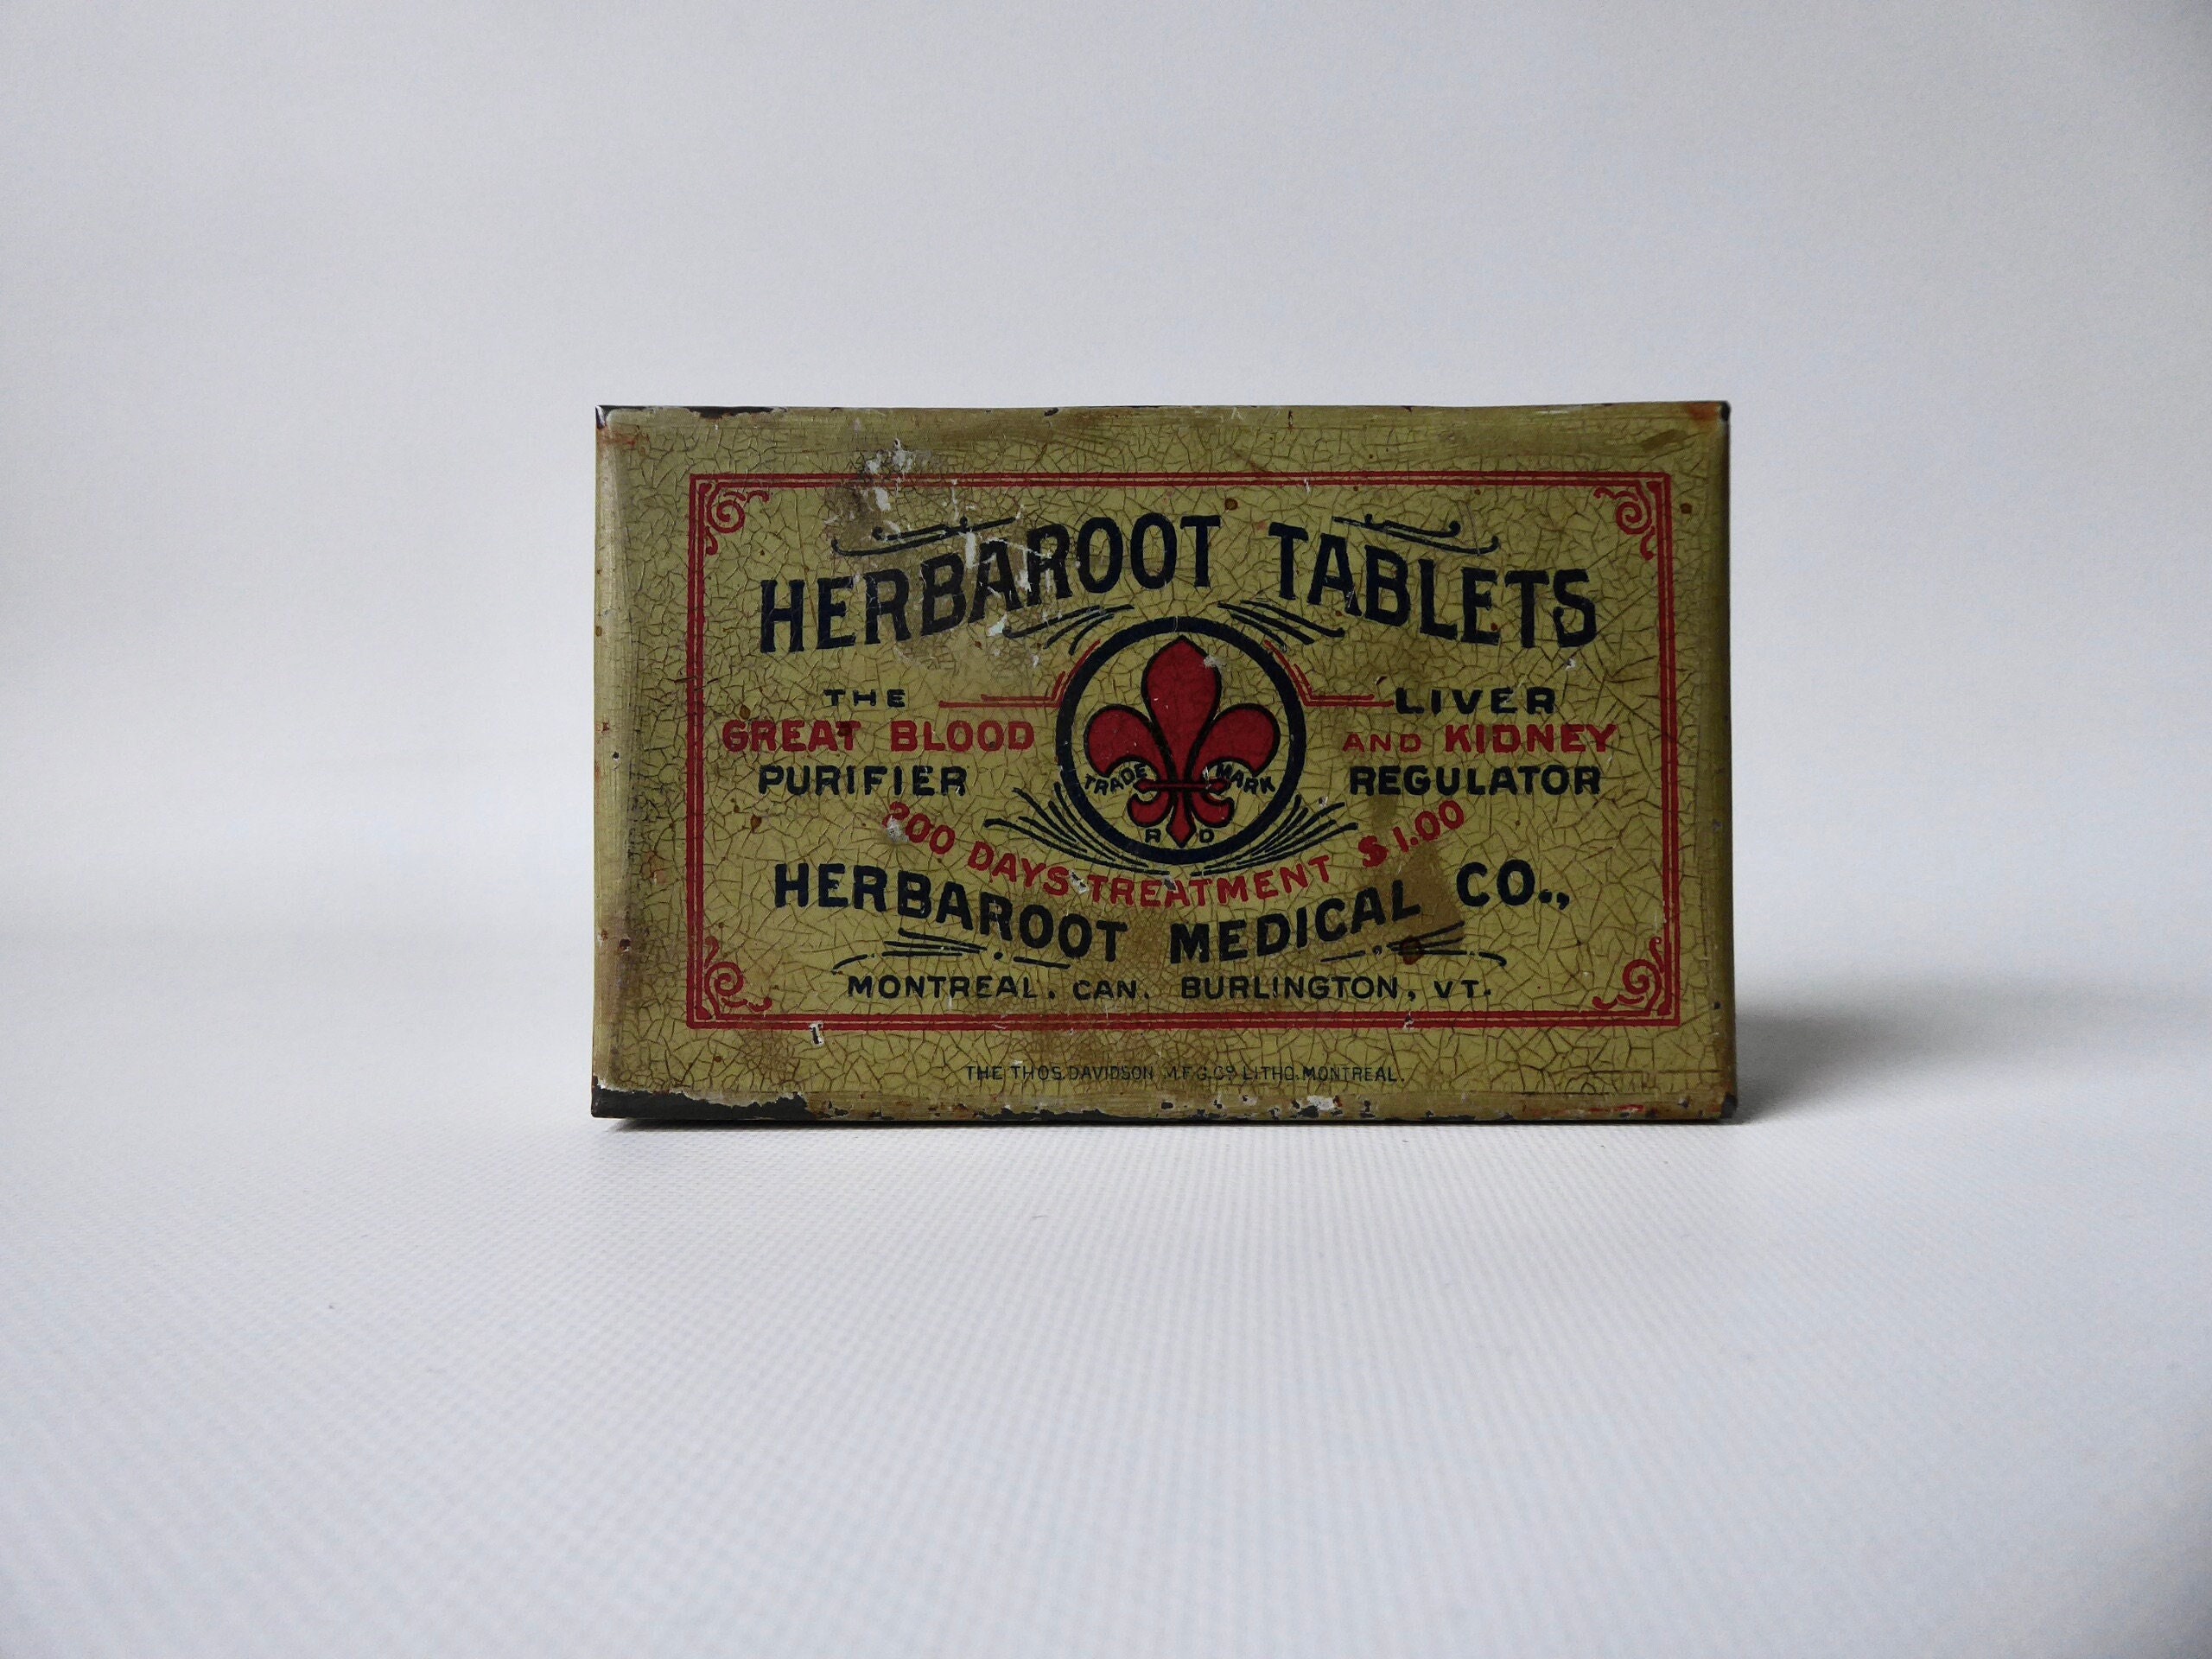 HERBAROOT TABLETS
THE
GREAT BLOOD
PURIFIER
TRADE MARK
R D
LIVER
AND KIDNEY
REGULATOR
200 DAYS TREATMENT $1.00
HERBAROOT MEDICAL CO.,
MONTREAL. CAN. BURLINGTON, VT.
THE THOS. DAVIDSON M.F.G. CO LITHO. MONTREAL.